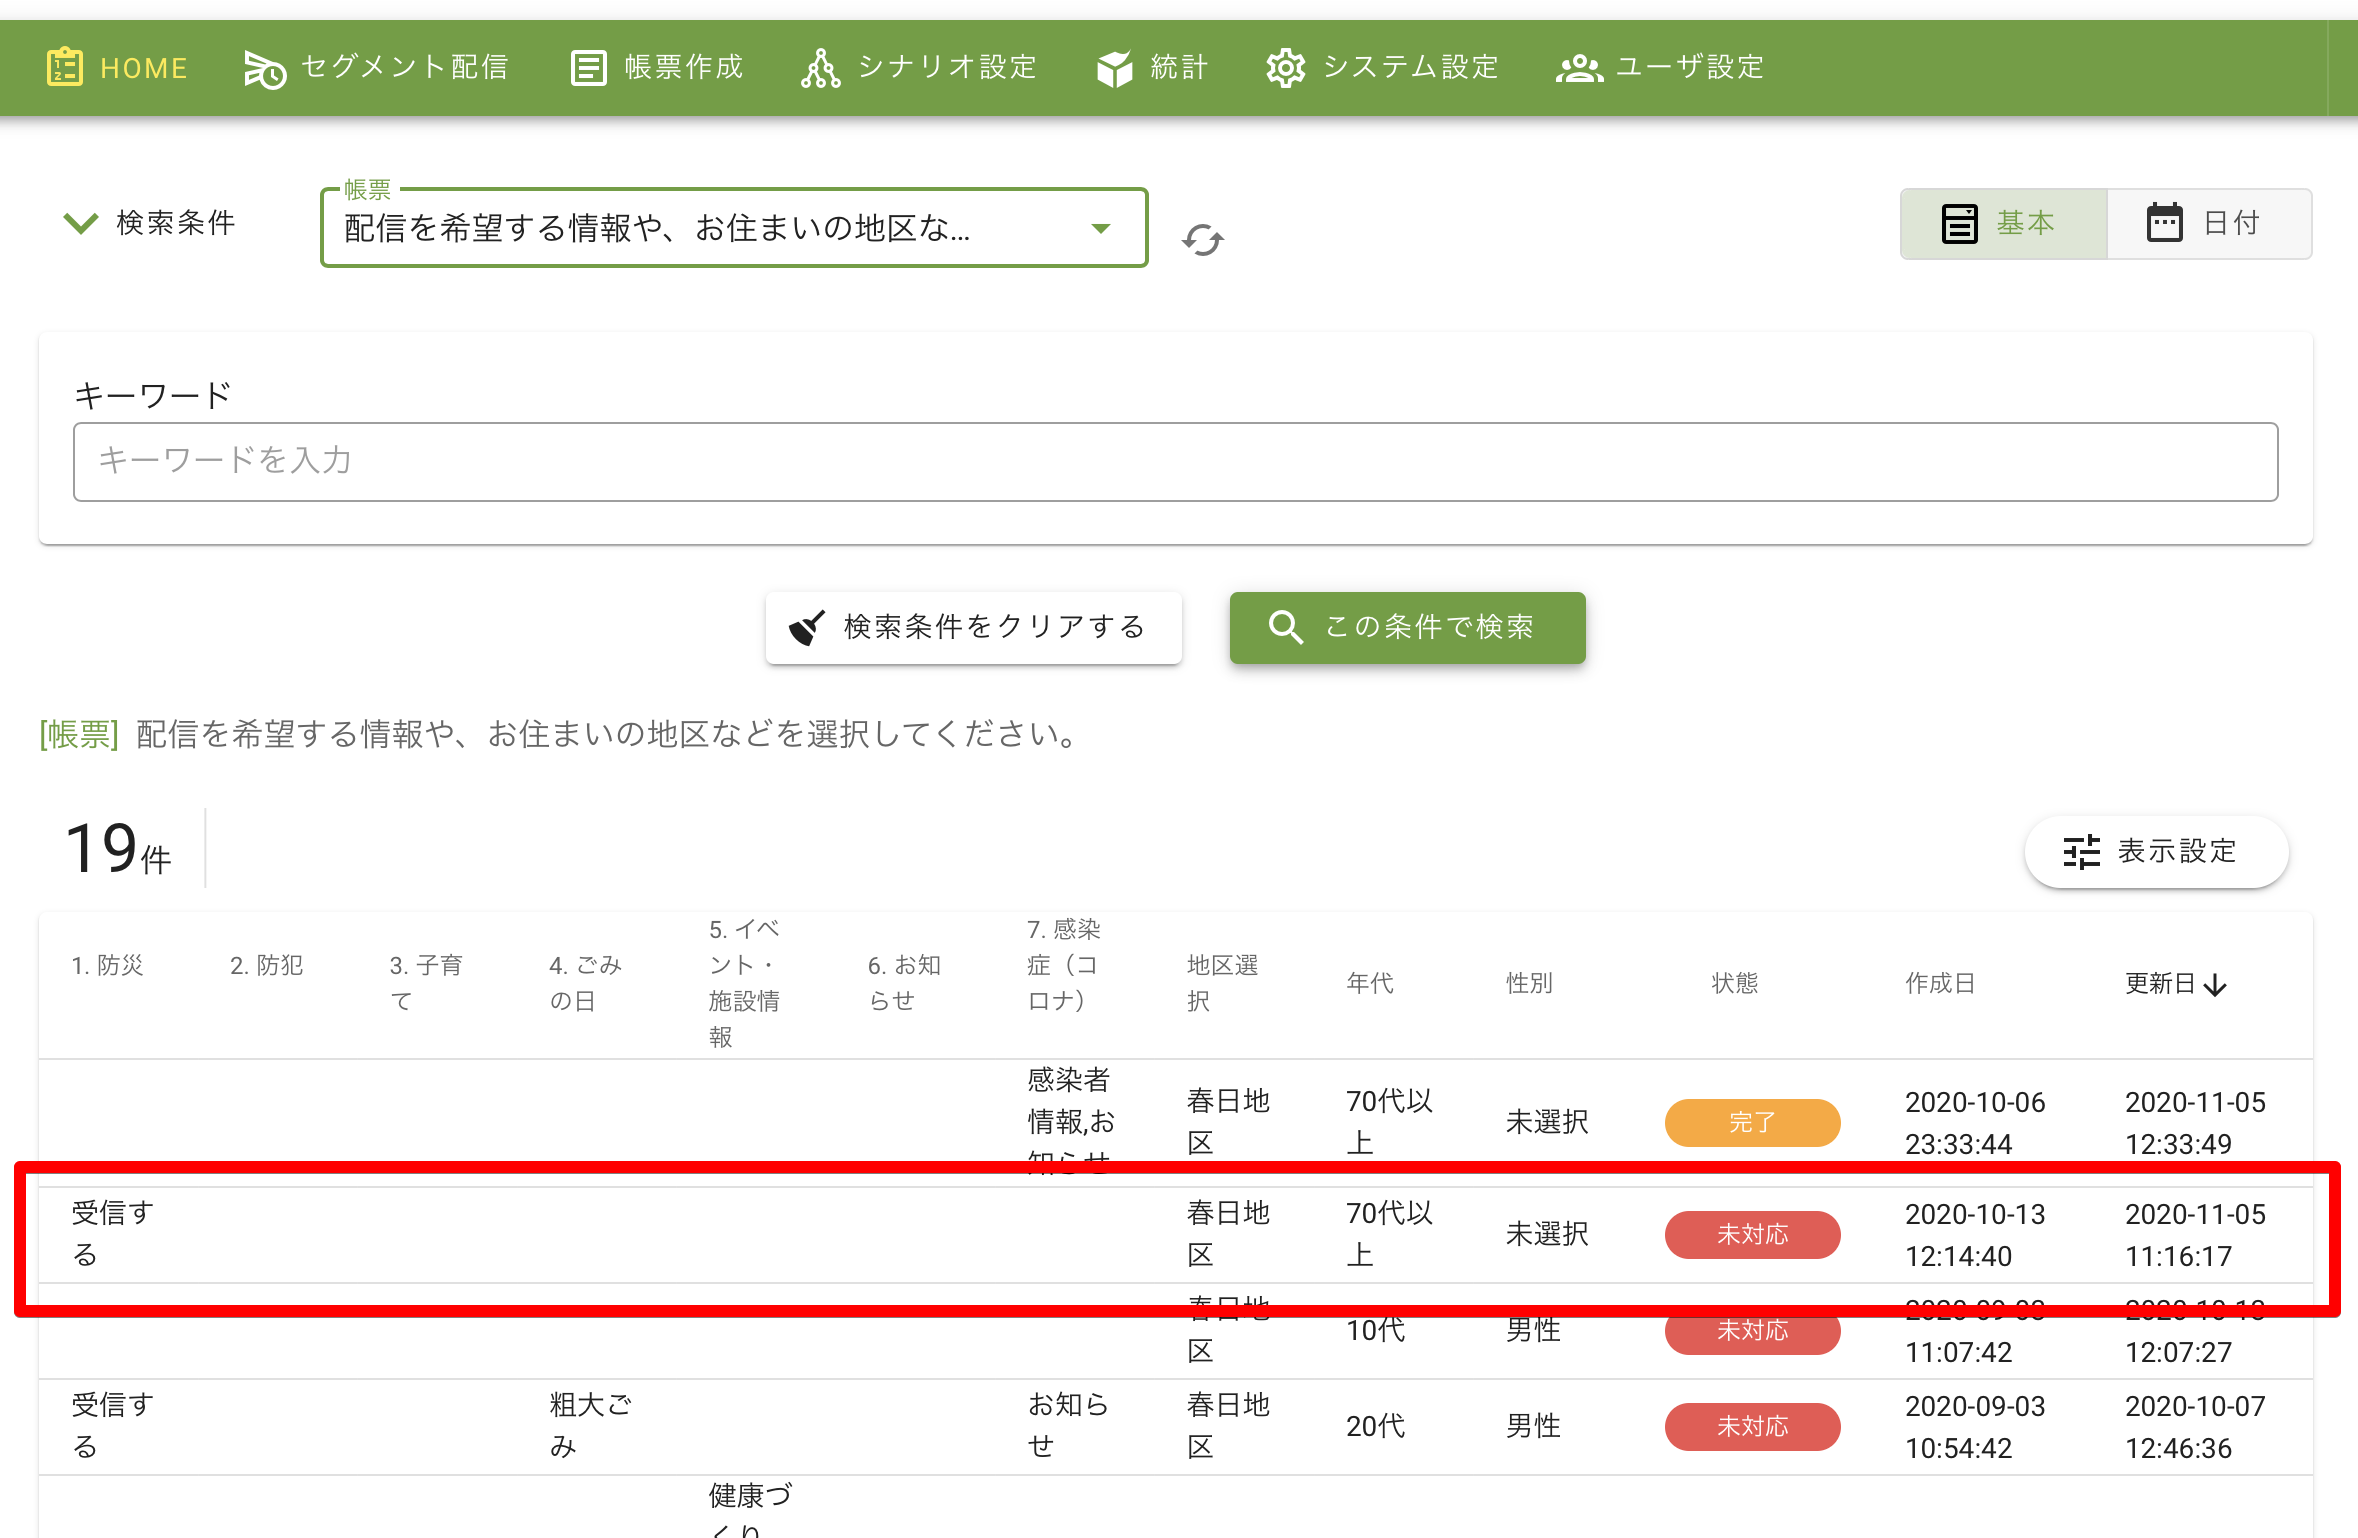 HOME セグメント配信 帳票作成 シナリオ設定 統計 システム設定 ユーザ設定
検索条件
帳票
配信を希望する情報や、お住まいの地区な...
基本 日付
キーワード
キーワードを入力
検索条件をクリアする この条件で検索
[帳票] 配信を希望する情報や、お住まいの地区などを選択してください。
19件
表示設定
1. 防災
2. 防犯
3. 子育
て
4. ごみ
の日
5. イベ
ント・
施設情
報
6. お知
らせ
7. 感染
症（コ
ロナ）
地区選
択
年代
性別
状態
作成日
更新日
感染者
情報,お
知らせ
春日地
区
70代以
上
未選択
完了
2020-10-06
23:33:44
2020-11-05
12:33:49
受信す
る
春日地
区
70代以
上
未選択
未対応
2020-10-13
12:14:40
2020-11-05
11:16:17
春日地
区
10代
男性
未対応
11:07:42
12:07:27
受信す
る
粗大ご
み
お知ら
せ
春日地
区
20代
男性
未対応
2020-09-03
10:54:42
2020-10-07
12:46:36
健康づ
くり